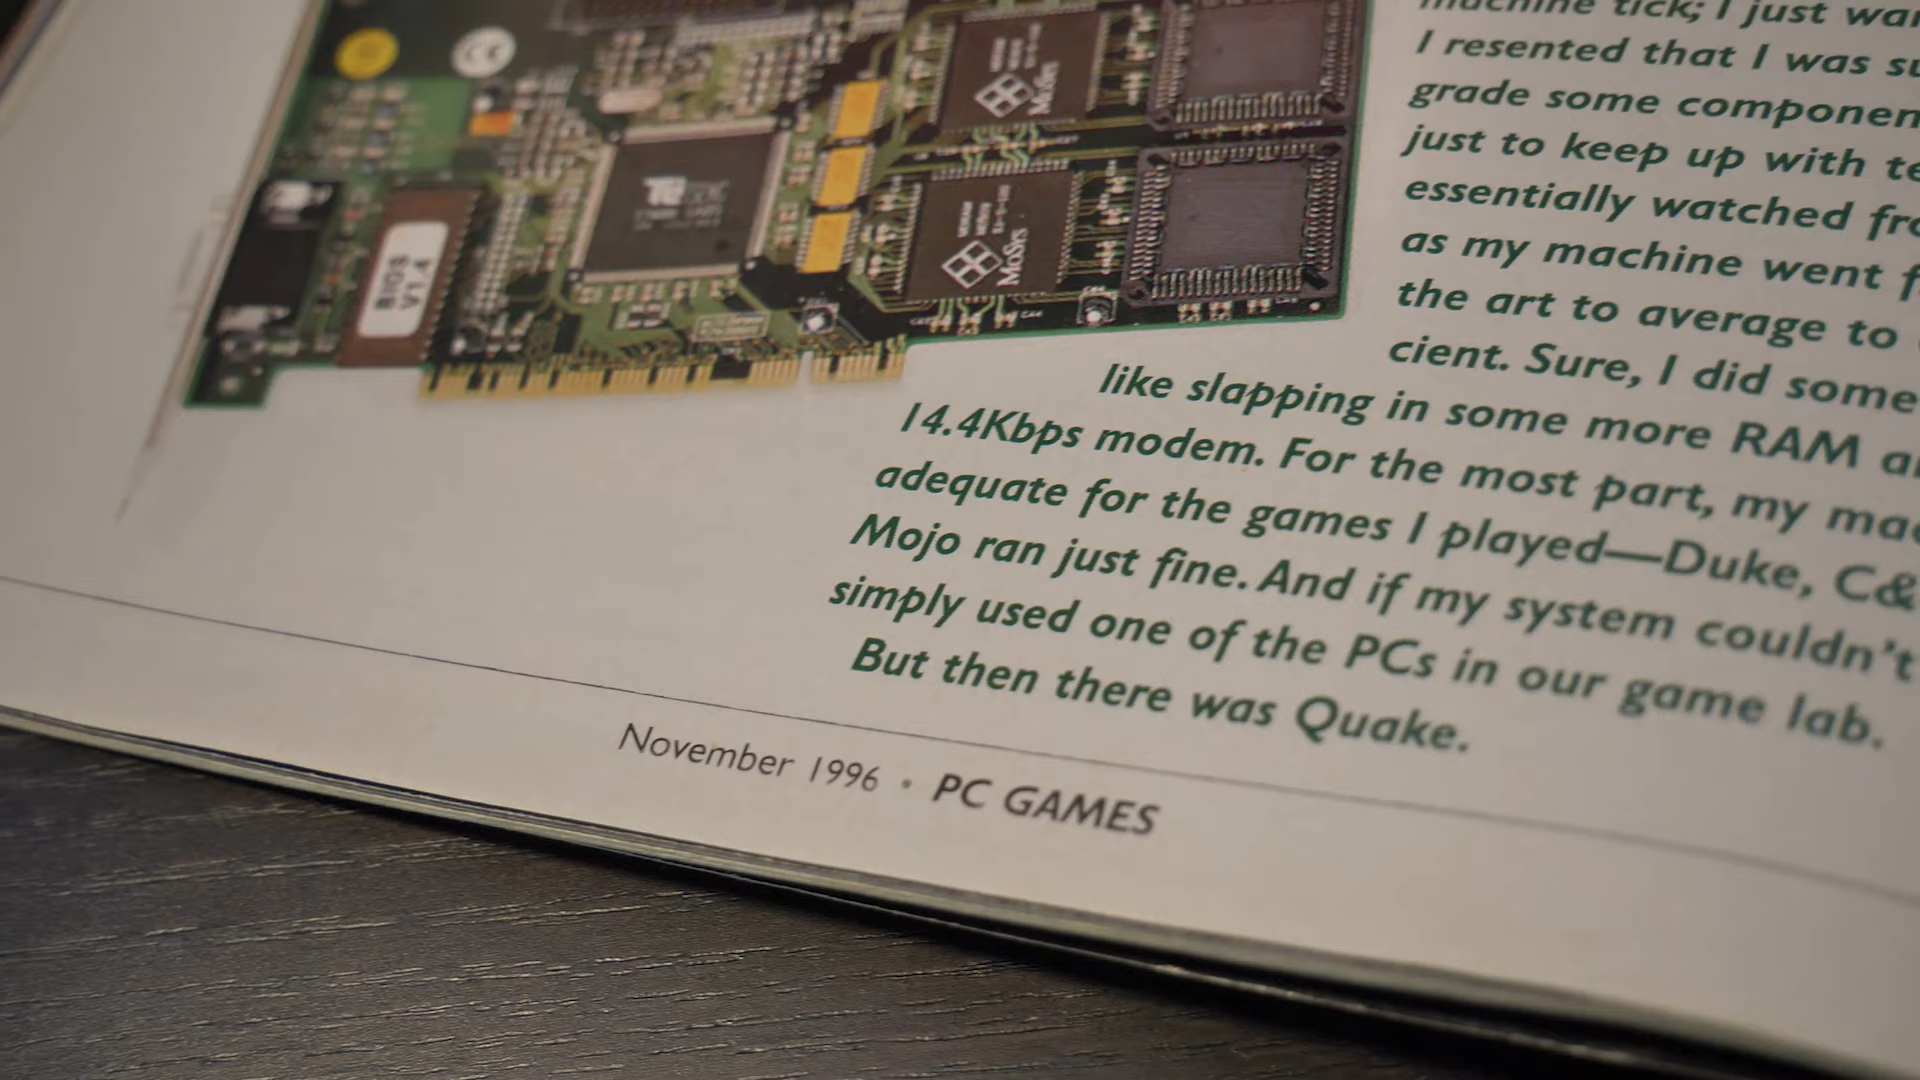 machine tick; I just
I resented that I was
grade some
just to keep up with
essentially watched
as my machine went
the art to average to
cient. Sure, I did some
like slapping in some more RAM
14.4Kbps modem. For the most part, my
adequate for the games I played—Duke, C&
Mojo ran just fine. And if my system couldn't
simply used one of the PCs in our game lab.
But then there was Quake.
November 1996 • PC GAMES
BIOS
V1.4
MoSys
MoSys
CE